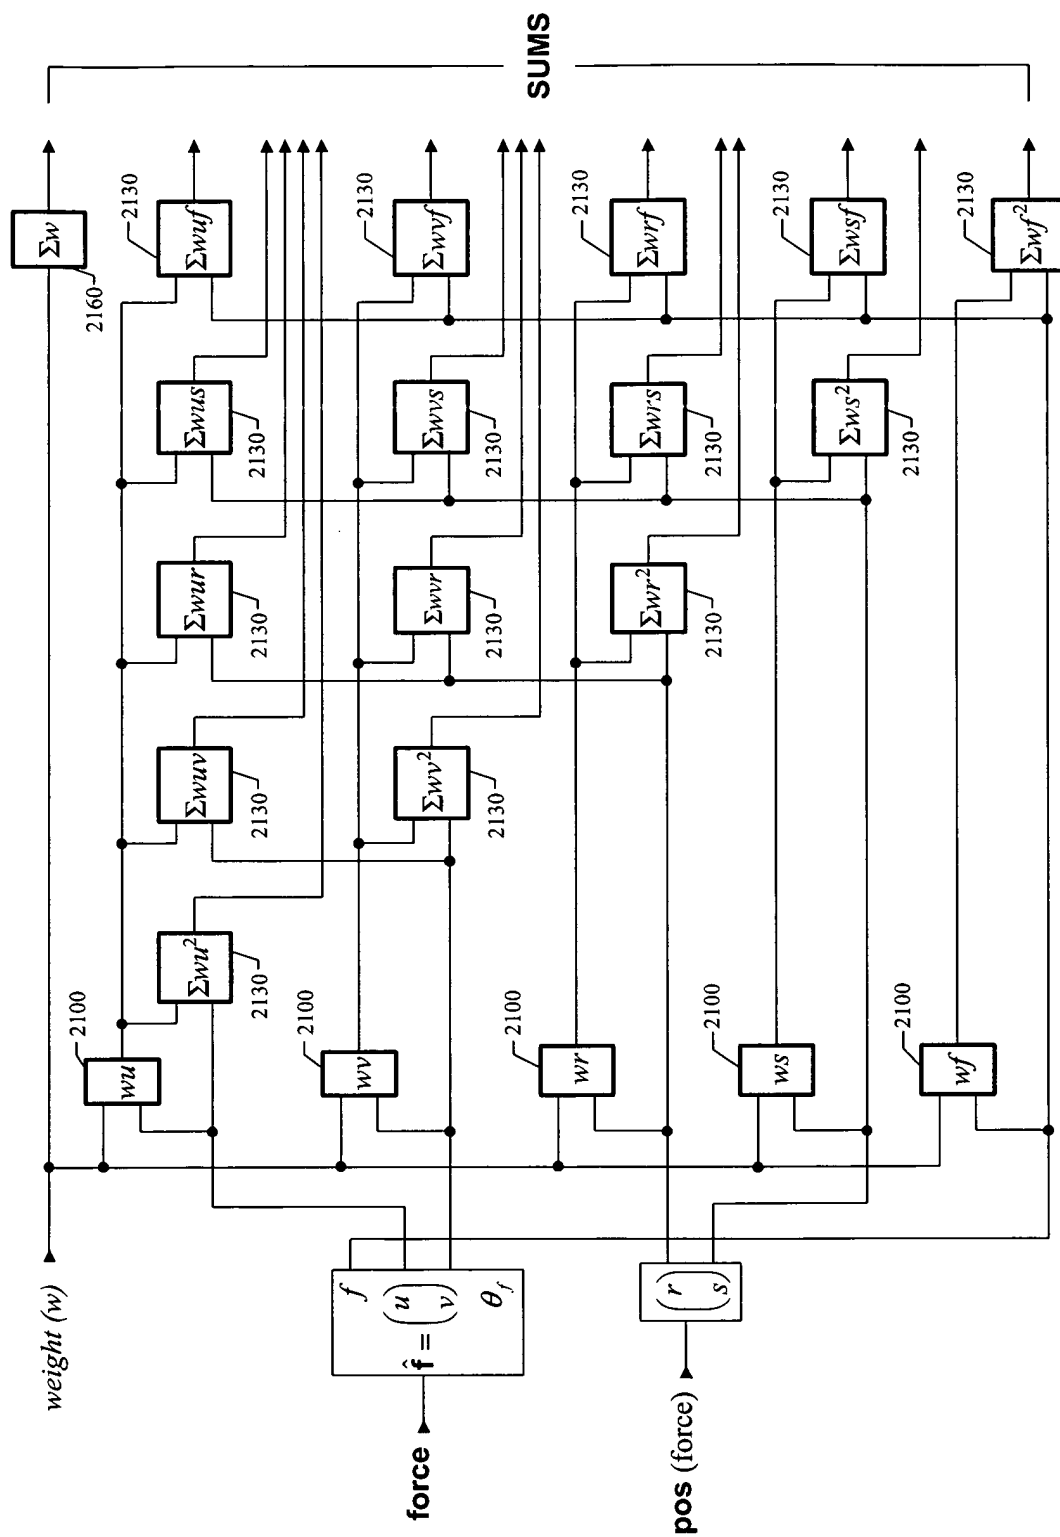 weight (w)
Σw
2160
2100
wu
Σwu²
2130
Σwuv
2130
Σwur
2130
Σwus
2130
Σwuf
2130
force
f̂ =
f
(u
v)
θ_f
2100
wv
Σwv²
2130
Σwvr
2130
Σwvs
2130
Σwvf
2130
SUMS
pos (force)
(r
s)
2100
wr
Σwr²
2130
Σwrs
2130
Σwrf
2130
2100
ws
Σws²
2130
Σwsf
2130
2100
wf
Σwf²
2130